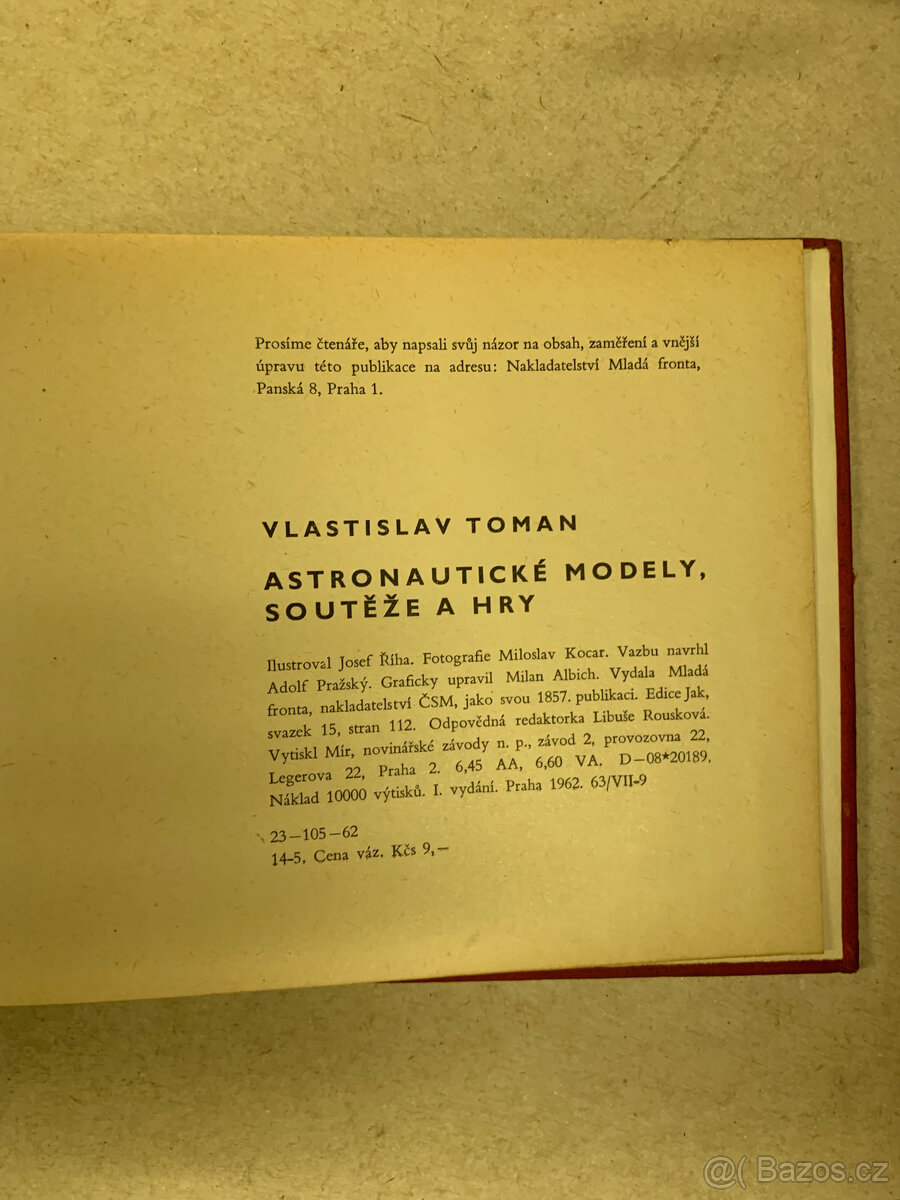 Prosíme čtenáře, aby napsali svůj názor na obsah, zaměření a vnější
úpravu této publikace na adresu: Nakladatelství Mladá fronta,
Panská 8, Praha 1.
VLASTISLAV TOMAN
ASTRONAUTICKÉ MODELY,
SOUTĚŽE A HRY
Ilustroval Josef Říha. Fotografie Miloslav Kocar. Vazbu navrhl
Adolf Pražský. Graficky upravil Milan Albich. Vydala Mladá
fronta, nakladatelství ČSM, jako svou 1857. publikaci. Edice Jak,
svazek 15, stran 112. Odpovědná redaktorka Libuše Rousková.
Vytiskl Mír, novinářské závody n. p., závod 2, provozovna 22,
Legerova 22, Praha 2. 6,45 AA, 6,60 VA. D—08*20189.
Náklad 10000 výtisků. I. vydání. Praha 1962. 63/VII-9
23—105—62
14-5. Cena váz. Kčs 9,—
@( Bazos.cz